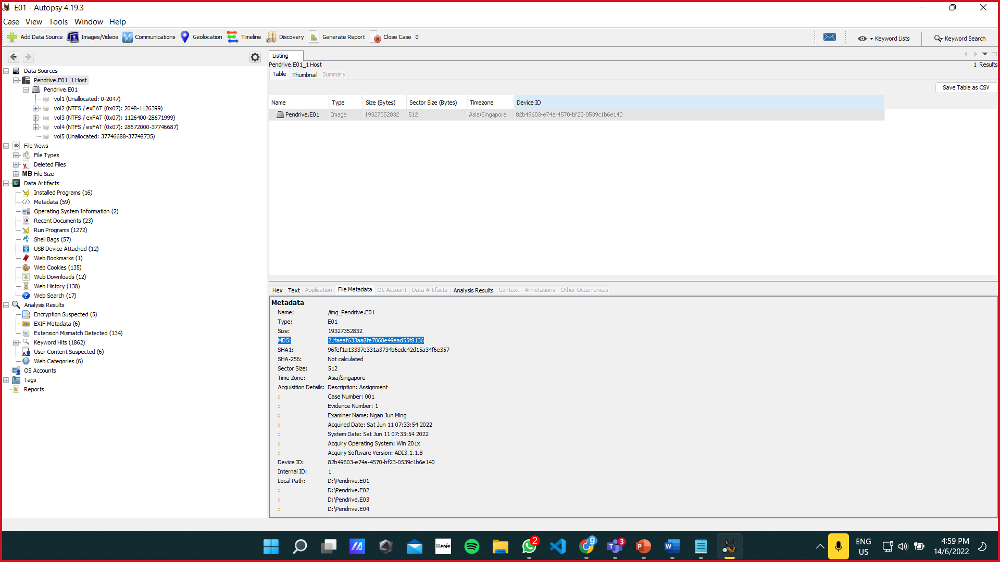 E01 - Autopsy 4.19.3
Case View Tools Window Help
Add Data Source Images/Videos Communications Geolocation Timeline Discovery Generate Report Close Case Keyword Lists Keyword Search
Listing
Pendrive.E01_1 Host 1 Results
Table Thumbnail Summary
Save Table as CSV
Name Type Size (Bytes) Sector Size (Bytes) Timezone Device ID
Pendrive.E01 Image 19327352832 512 Asia/Singapore 82b49603-e74a-4570-bf23-0539c1b6e140
Data Sources
Pendrive.E01_1 Host
Pendrive.E01
vol1 (Unallocated: 0-2047)
vol2 (NTFS / exFAT (0x07): 2048-1126399)
vol3 (NTFS / exFAT (0x07): 1126400-28671999)
vol4 (NTFS / exFAT (0x07): 28672000-37746687)
vol5 (Unallocated: 37746688-37748735)
File Views
File Types
Deleted Files
MB File Size
Data Artifacts
Installed Programs (16)
Metadata (59)
Operating System Information (2)
Recent Documents (23)
Run Programs (1272)
Shell Bags (57)
USB Device Attached (12)
Web Bookmarks (1)
Web Cookies (135)
Web Downloads (12)
Web History (138)
Web Search (17)
Analysis Results
Encryption Suspected (5)
EXIF Metadata (6)
Extension Mismatch Detected (134)
Keyword Hits (1862)
User Content Suspected (6)
Web Categories (6)
OS Accounts
Tags
Reports
Hex Text Application File Metadata OS Account Data Artifacts Analysis Results Context Annotations Other Occurrences
Metadata
Name: /img_Pendrive.E01
Type: E01
Size: 19327352832
MD5: 21faeaf633aa8fe7068e49ead55f8136
SHA1: 96fef1a13337e331a3734b6edc42d15a34f6e357
SHA-256: Not calculated
Sector Size: 512
Time Zone: Asia/Singapore
Acquisition Details: Description: Assignment
: Case Number: 001
: Evidence Number: 1
: Examiner Name: Ngan Jun Ming
: Acquired Date: Sat Jun 11 07:33:54 2022
: System Date: Sat Jun 11 07:33:54 2022
: Acquiry Operating System: Win 201x
: Acquiry Software Version: ADI3.1.1.8
Device ID: 82b49603-e74a-4570-bf23-0539c1b6e140
Internal ID: 1
Local Path: D:\Pendrive.E01
: D:\Pendrive.E02
: D:\Pendrive.E03
: D:\Pendrive.E04
2
g
3
ENG
US
4:59 PM
14/6/2022